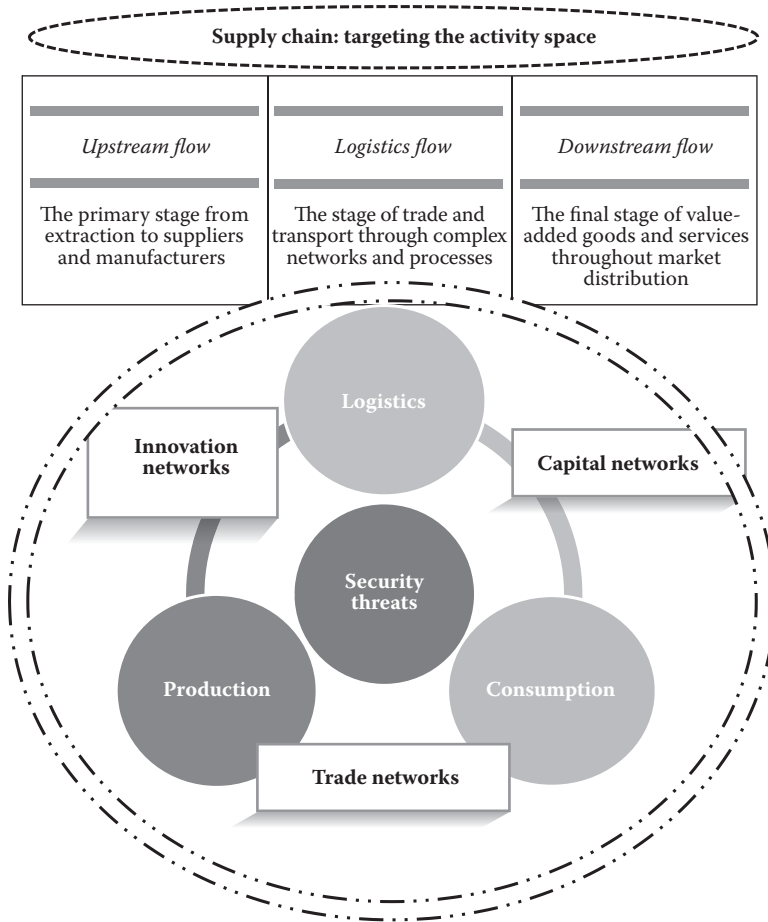 Supply chain: targeting the activity space
Upstream flow
The primary stage from
extraction to suppliers
and manufacturers
Logistics flow
The stage of trade and
transport through complex
networks and processes
Downstream flow
The final stage of value-
added goods and services
throughout market
distribution
Logistics
Innovation
networks
Capital networks
Security
threats
Production
Consumption
Trade networks